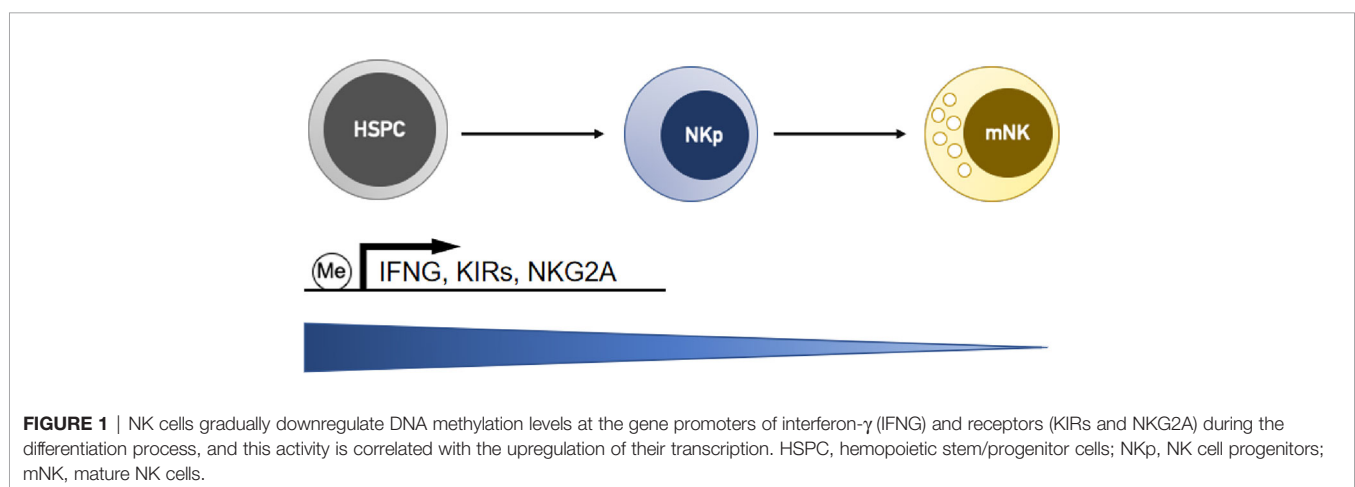 HSPC
NKp
mNK
Me
IFNG, KIRs, NKG2A
FIGURE 1 | NK cells gradually downregulate DNA methylation levels at the gene promoters of interferon-γ (IFNG) and receptors (KIRs and NKG2A) during the
differentiation process, and this activity is correlated with the upregulation of their transcription. HSPC, hemopoietic stem/progenitor cells; NKp, NK cell progenitors;
mNK, mature NK cells.